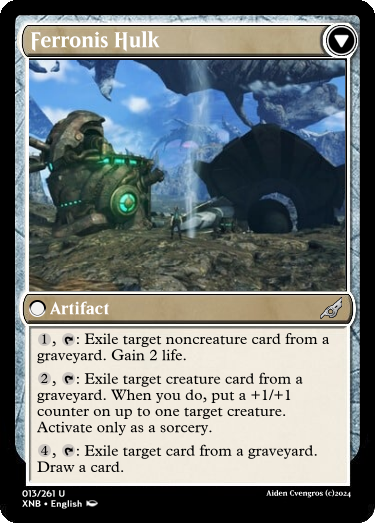 Ferronis Hulk
Artifact
1, : Exile target noncreature card from a
graveyard. Gain 2 life.
2, : Exile target creature card from a
graveyard. When you do, put a +1/+1
counter on up to one target creature.
Activate only as a sorcery.
4, : Exile target card from a graveyard.
Draw a card.
013/261 U
XNB • English
Aiden Cvengros (c)2024